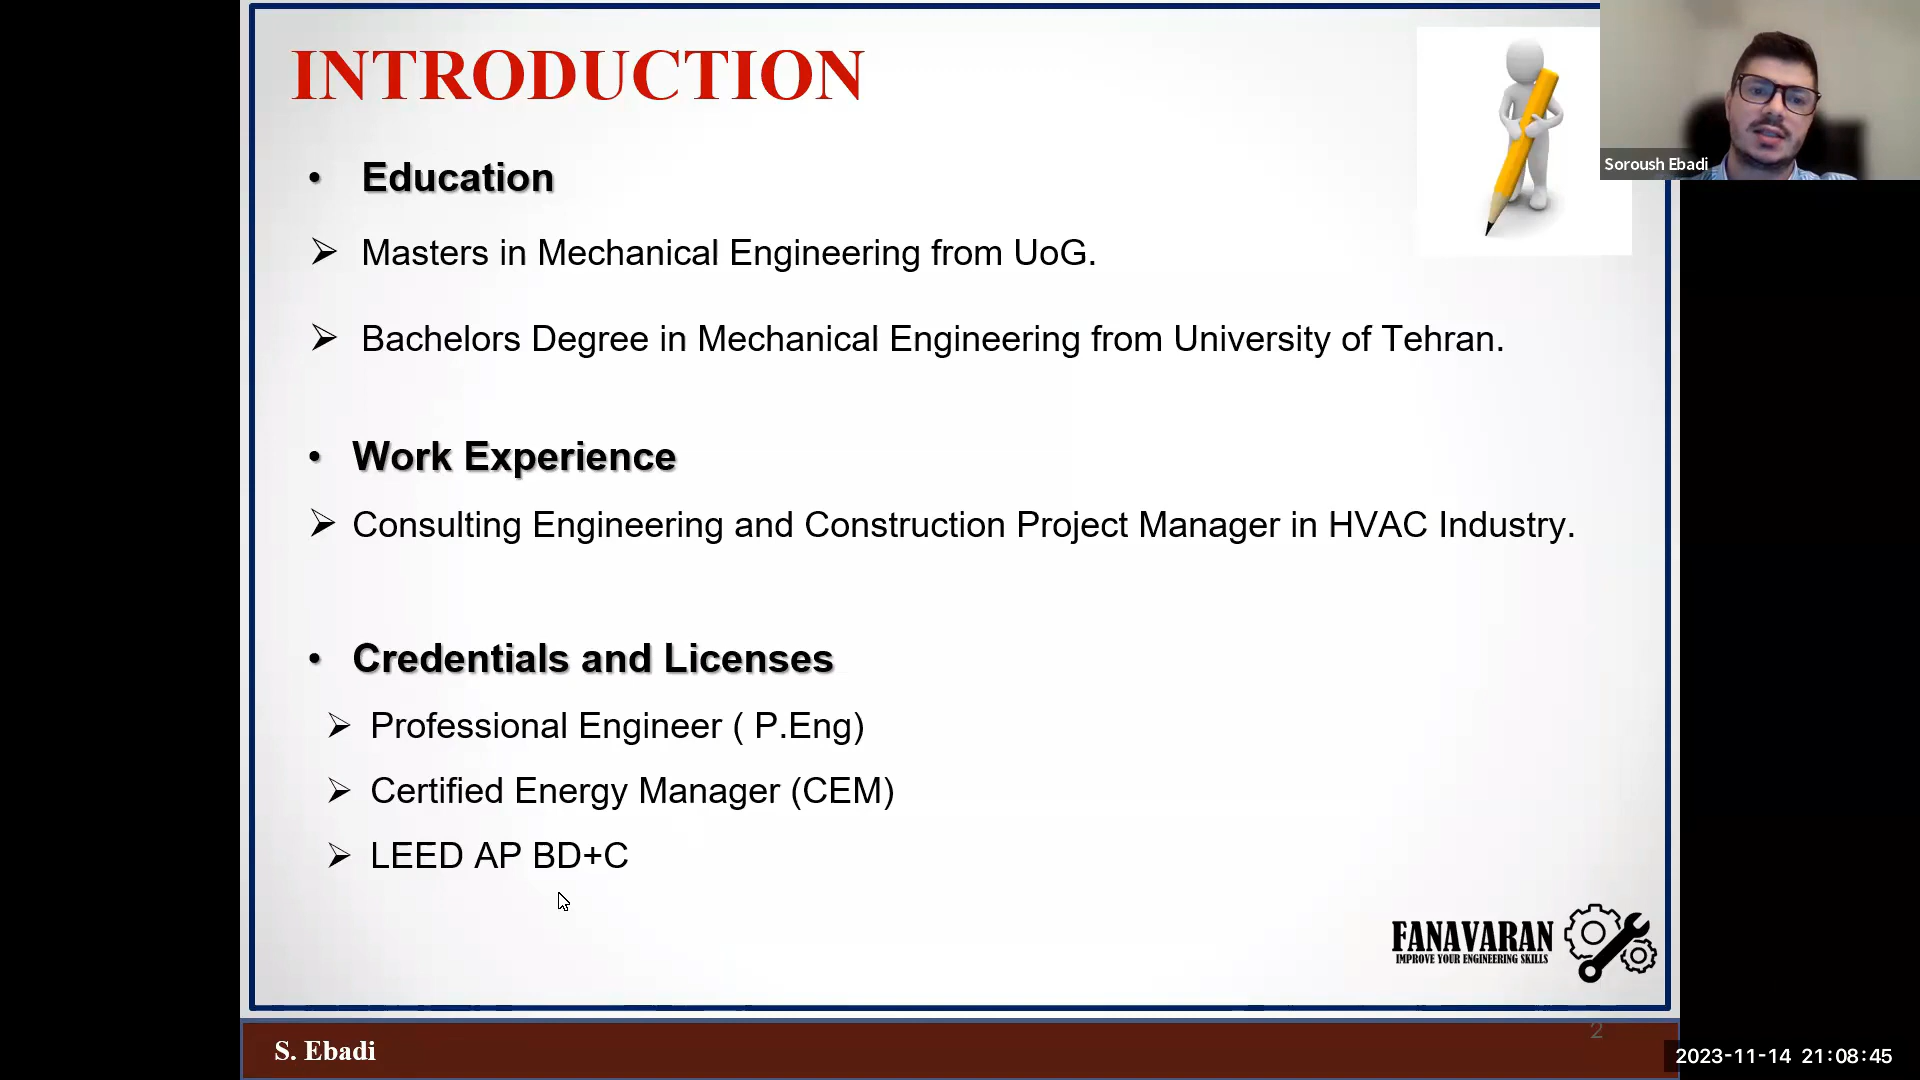 INTRODUCTION
Soroush Ebadi
• Education
➢ Masters in Mechanical Engineering from UoG.
➢ Bachelors Degree in Mechanical Engineering from University of Tehran.
• Work Experience
➢ Consulting Engineering and Construction Project Manager in HVAC Industry.
• Credentials and Licenses
➢ Professional Engineer ( P.Eng)
➢ Certified Energy Manager (CEM)
➢ LEED AP BD+C
FANAVARAN
IMPROVE YOUR ENGINEERING SKILLS
2
S. Ebadi
2023-11-14 21:08:45